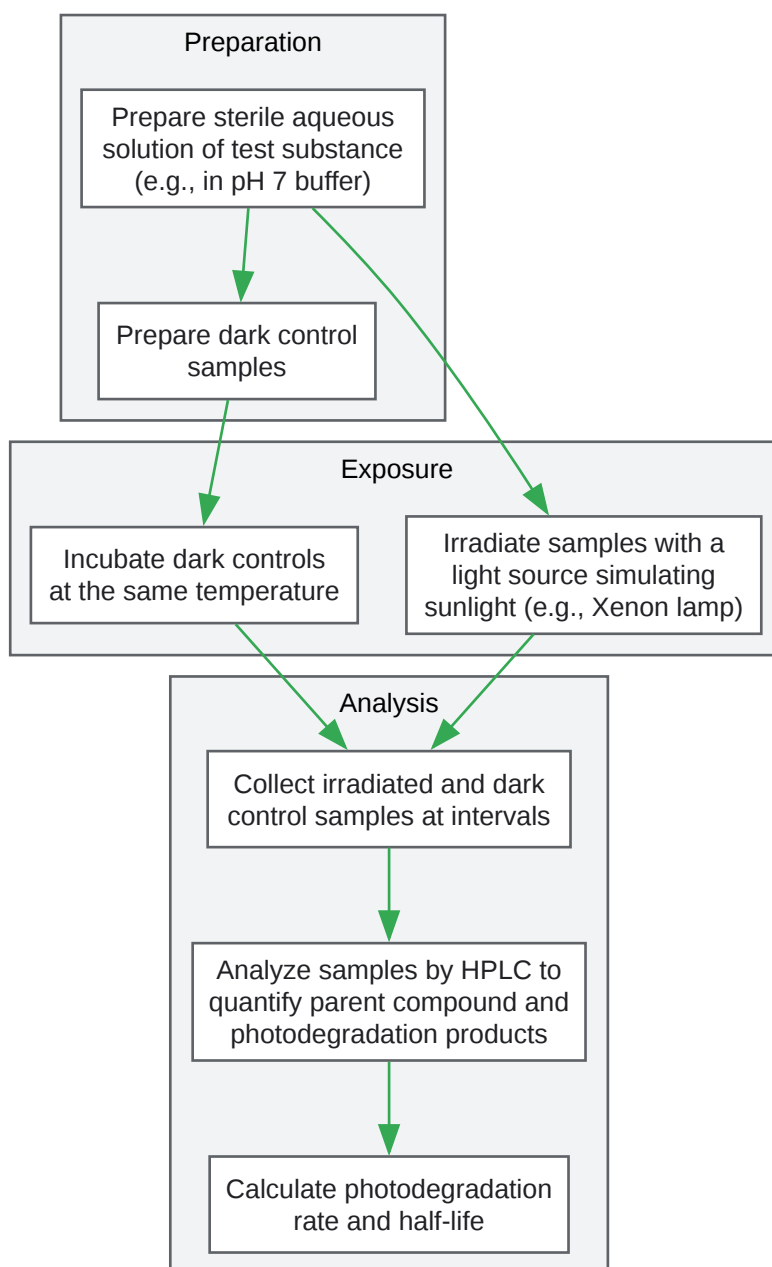 Preparation
Prepare sterile aqueous
solution of test substance
(e.g., in pH 7 buffer)
Prepare dark control
samples
Exposure
Incubate dark controls
at the same temperature
Irradiate samples with a
light source simulating
sunlight (e.g., Xenon lamp)
Analysis
Collect irradiated and dark
control samples at intervals
Analyze samples by HPLC to
quantify parent compound and
photodegradation products
Calculate photodegradation
rate and half-life